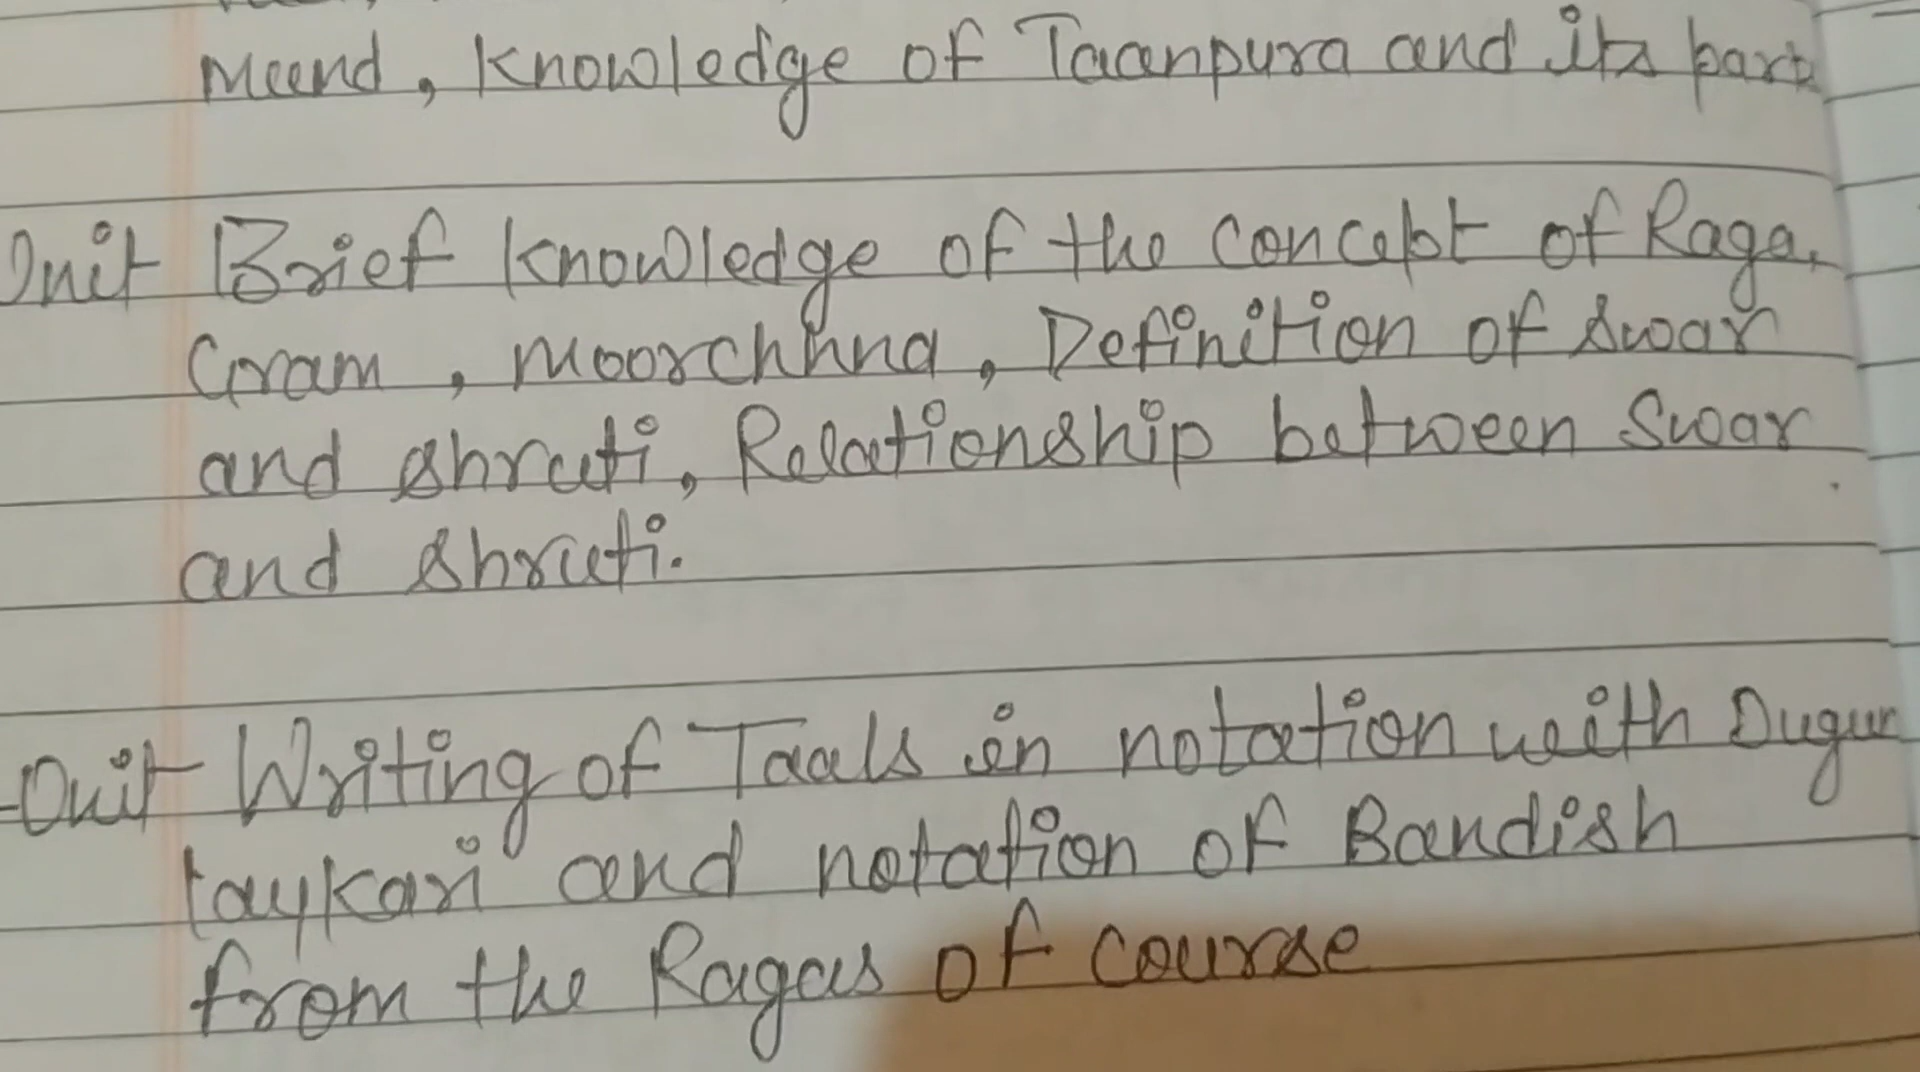 Meend, Knowledge of Taanpura and its parts
Unit Brief Knowledge of the Concept of Raga,
Gram, Moorchhna, Definition of Swar
and Shruti, Relationship between Swar
and Shruti.
Unit Writing of Taals in notation with Dugun
laykari and notation of Bandish
from the Ragas of course